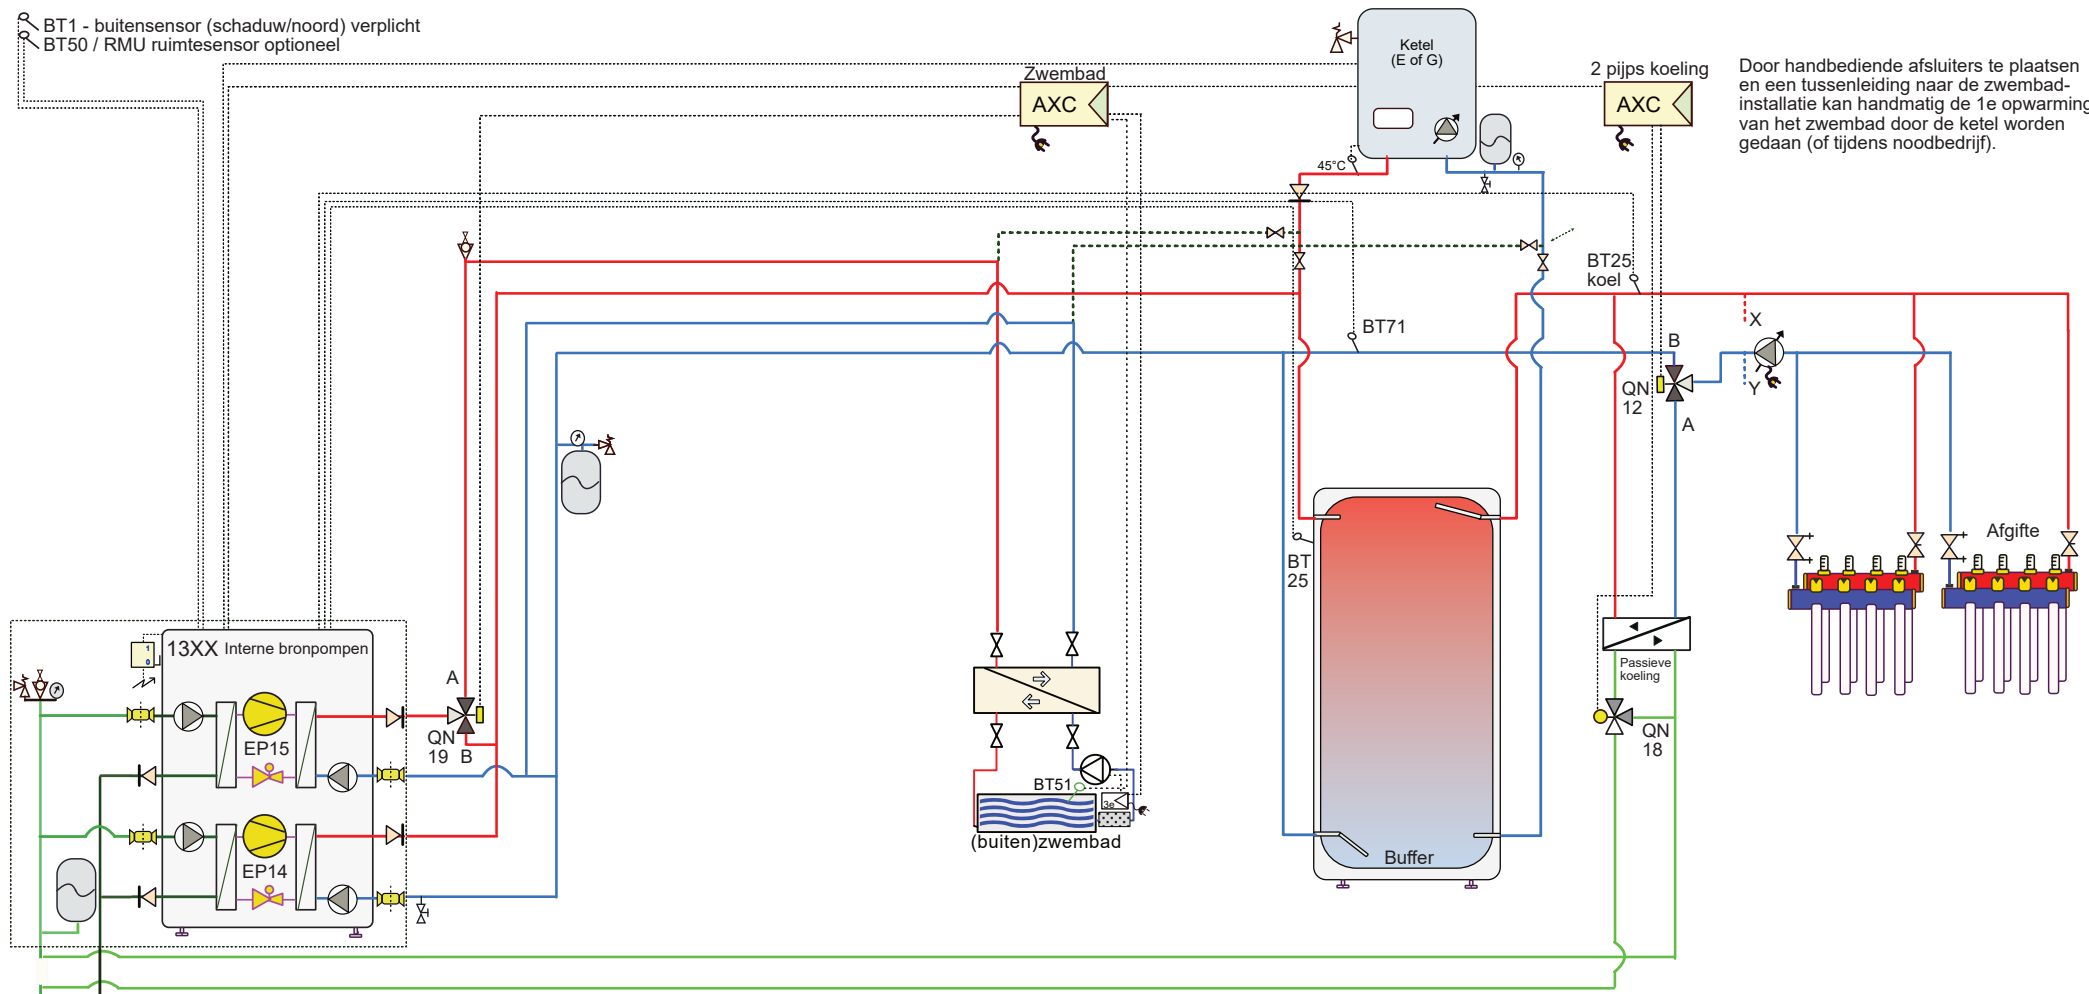 BT1 - buitensensor (schaduw/noord) verplicht
BT50 / RMU ruimtesensor optioneel
Zwembad
AXC
Ketel
(E of G)
45°C
2 pijps koeling
AXC
Door handbediende afsluiters te plaatsen
en een tussenleiding naar de zwembad-
installatie kan handmatig de 1e opwarming
van het zwembad door de ketel worden
gedaan (of tijdens noodbedrijf).
BT25
koel
BT71
X
B
Y
QN
12
A
BT
25
Afgifte
13XX Interne bronpompen
1
0
A
EP15
QN
19
B
EP14
Passieve
koeling
QN
18
BT51
3e
(buiten)zwembad
Buffer